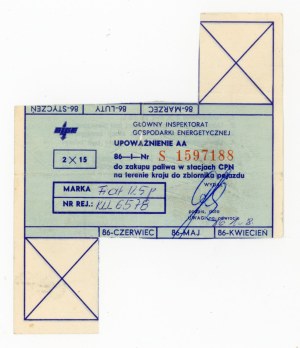 86-STYCZEŃ 86-LUTY 86-MARZEC
GŁÓWNY INSPEKTORAT
GOSPODARKI ENERGETYCZNEJ
UPOWAŻNIENIE AA
2 X 15
86—I—Nr S 1597188
do zakupu paliwa w stacjach CPN
na terenie kraju do zbiornika pojazdu
WYDAŁ
MARKA Fiat 125p
NR REJ.:
86-CZERWIEC 86-MAJ 86-KWIECIEŃ